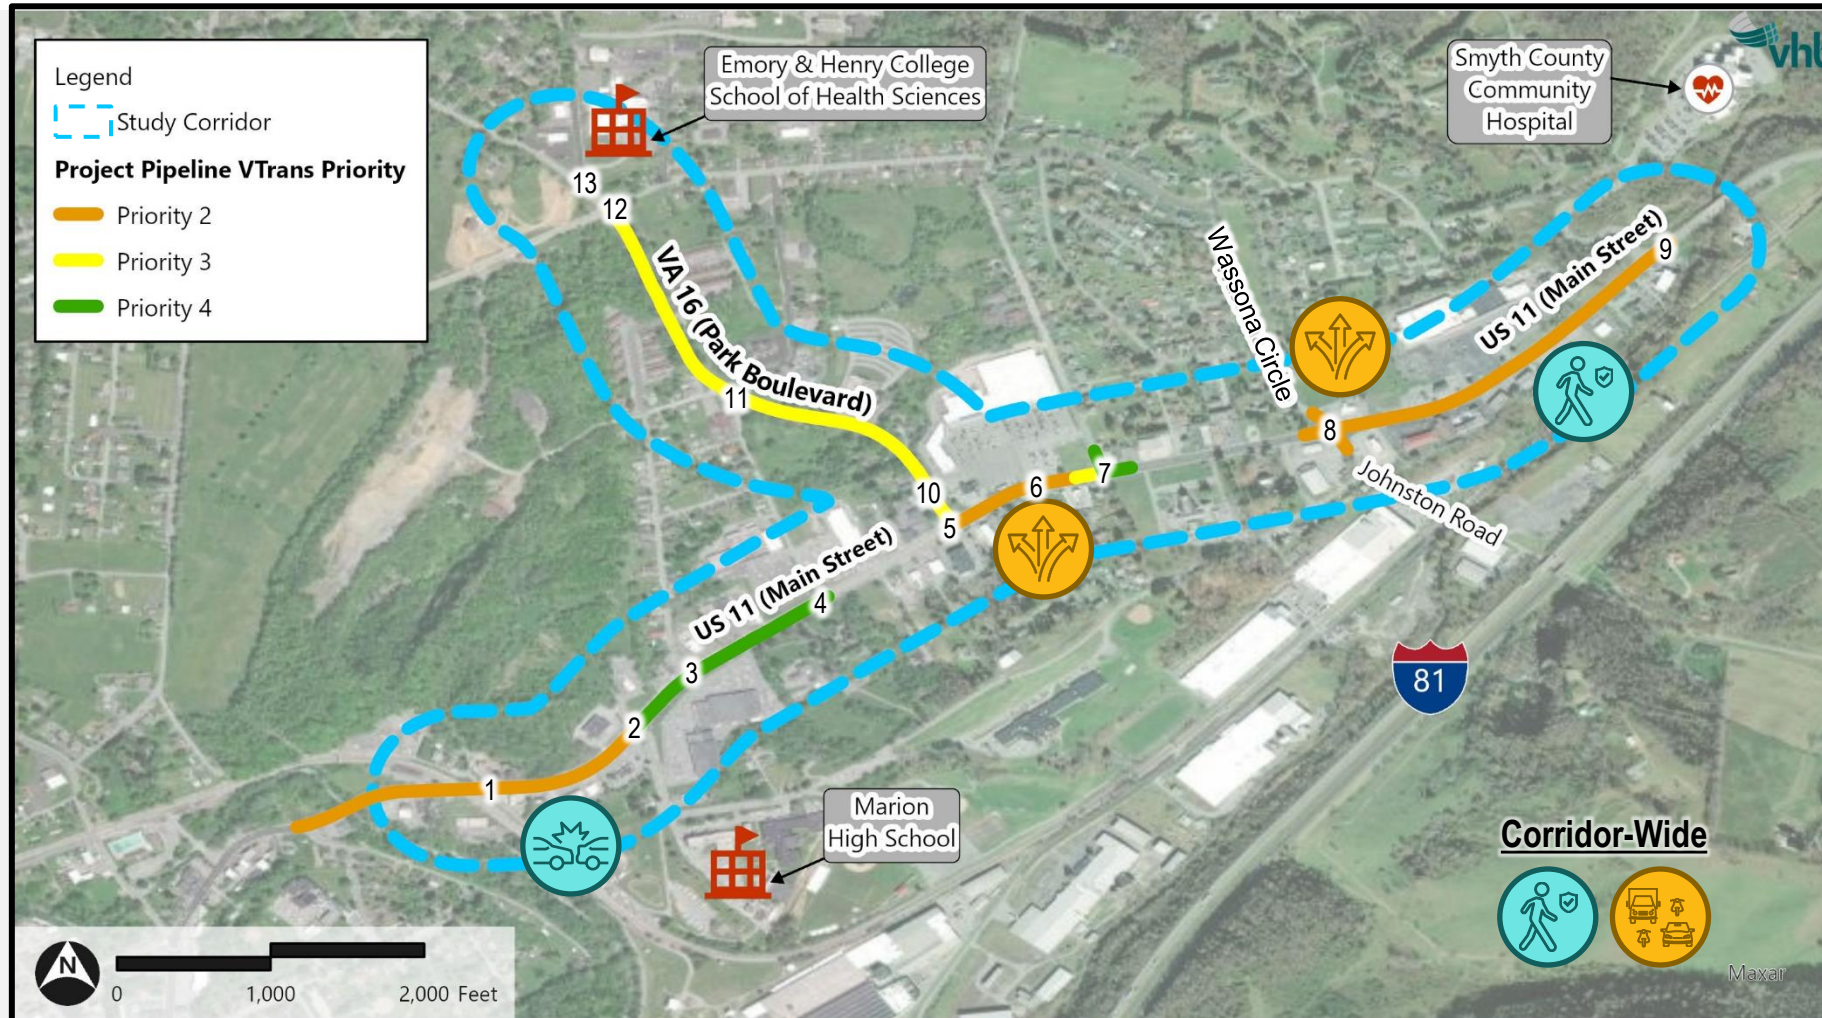 Legend
Study Corridor
Project Pipeline VTrans Priority
Priority 2
Priority 3
Priority 4
Emory & Henry College
School of Health Sciences
Smyth County
Community
Hospital
vhb
13
12
VA 16 (Park Boulevard)
11
10
Wassona Circle
US 11 (Main Street)
9
8
7
6
5
Johnston Road
US 11 (Main Street)
4
3
2
1
81
Marion
High School
Corridor-Wide
N
0 1,000 2,000 Feet
Maxar